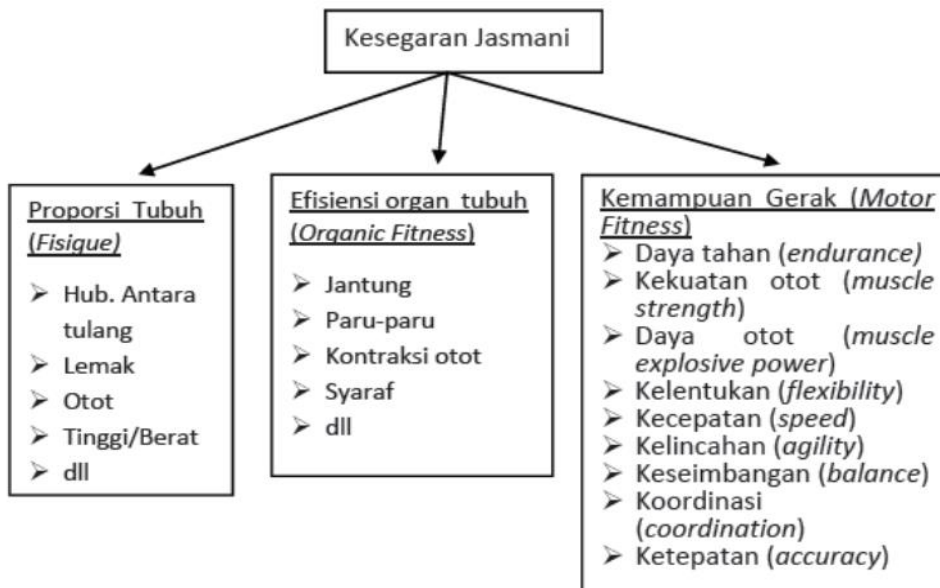 Kesegaran Jasmani
Proporsi Tubuh
(Fisique)
➢ Hub. Antara
tulang
➢ Lemak
➢ Otot
➢ Tinggi/Berat
➢ dll
Efisiensi organ tubuh
(Organic Fitness)
➢ Jantung
➢ Paru-paru
➢ Kontraksi otot
➢ Syaraf
➢ dll
Kemampuan Gerak (Motor
Fitness)
➢ Daya tahan (endurance)
➢ Kekuatan otot (muscle
strength)
➢ Daya otot (muscle
explosive power)
➢ Kelentukan (flexibility)
➢ Kecepatan (speed)
➢ Kelincahan (agility)
➢ Keseimbangan (balance)
➢ Koordinasi
(coordination)
➢ Ketepatan (accuracy)